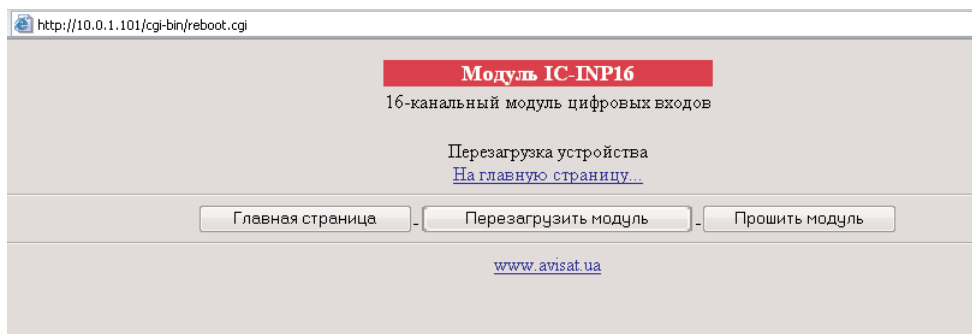 http://10.0.1.101/cgi-bin/reboot.cgi
Модуль IC-INP16
16-канальный модуль цифровых входов
Перезагрузка устройства
На главную страницу...
Главная страница - Перезагрузить модуль - Прошить модуль
www.avisat.ua